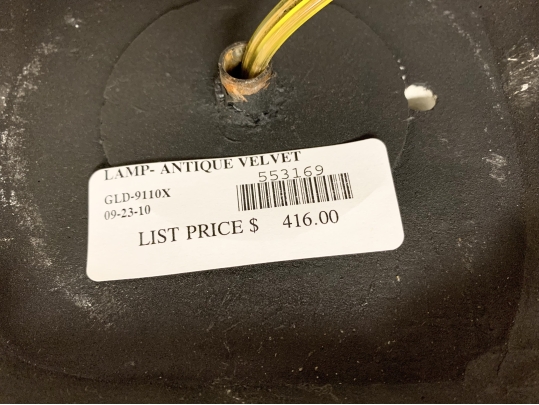 LAMP- ANTIQUE VELVET
553169
GLD-9110X
09-23-10
LIST PRICE $ 416.00